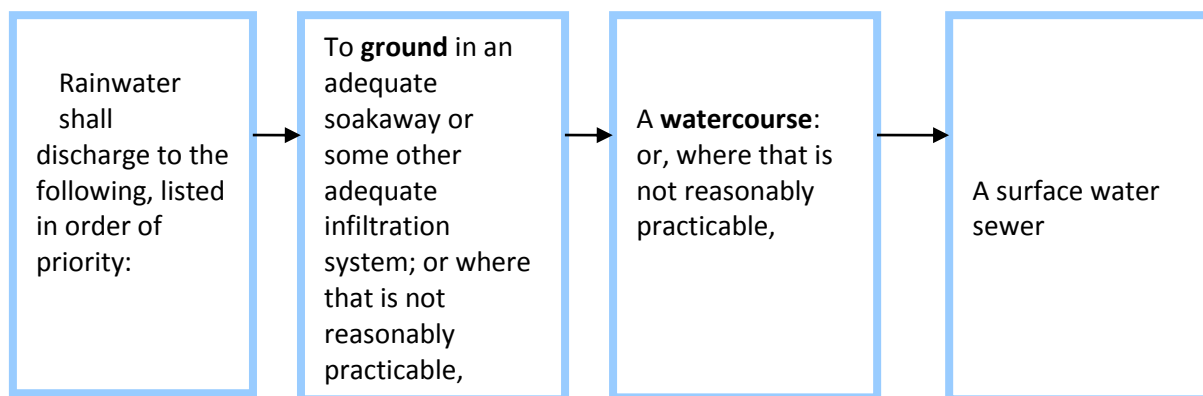 Rainwater
shall
discharge to the
following, listed
in order of
priority:
To ground in an
adequate
soakaway or
some other
adequate
infiltration
system; or where
that is not
reasonably
practicable,
A watercourse:
or, where that is
not reasonably
practicable,
A surface water
sewer